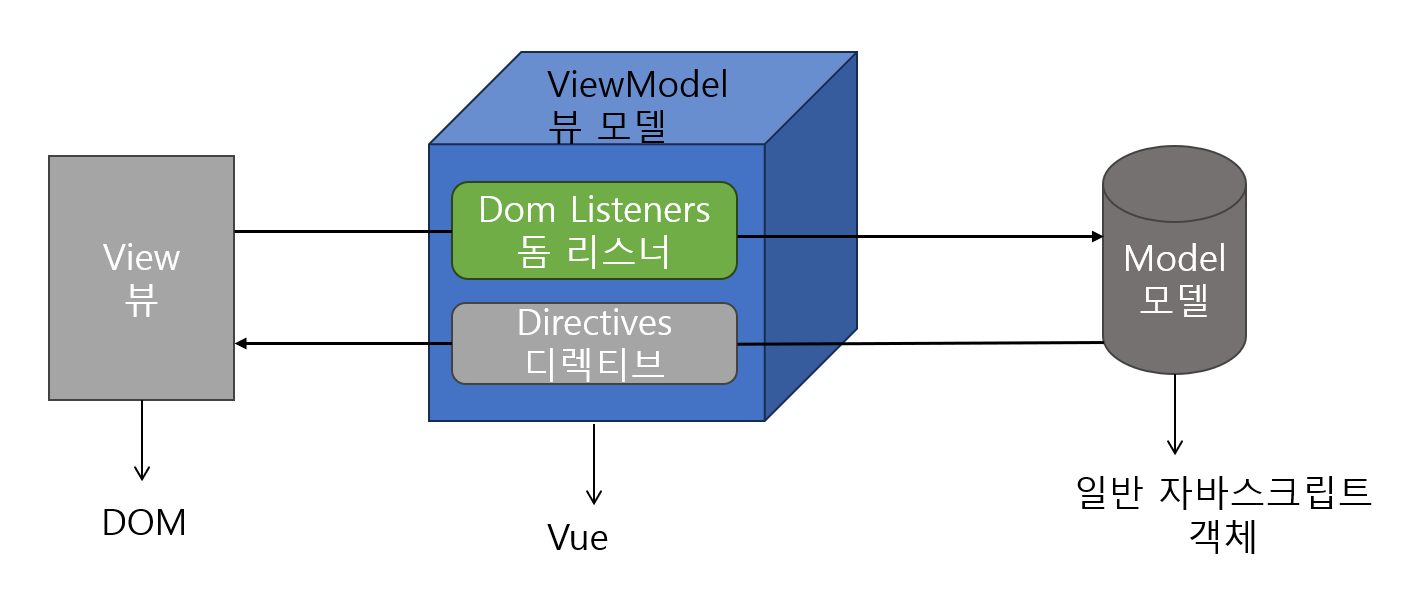 ViewModel
뷰 모델
Dom Listeners
돔 리스너
View
뷰
Model
모델
Directives
디렉티브
DOM
Vue
일반 자바스크립트
객체